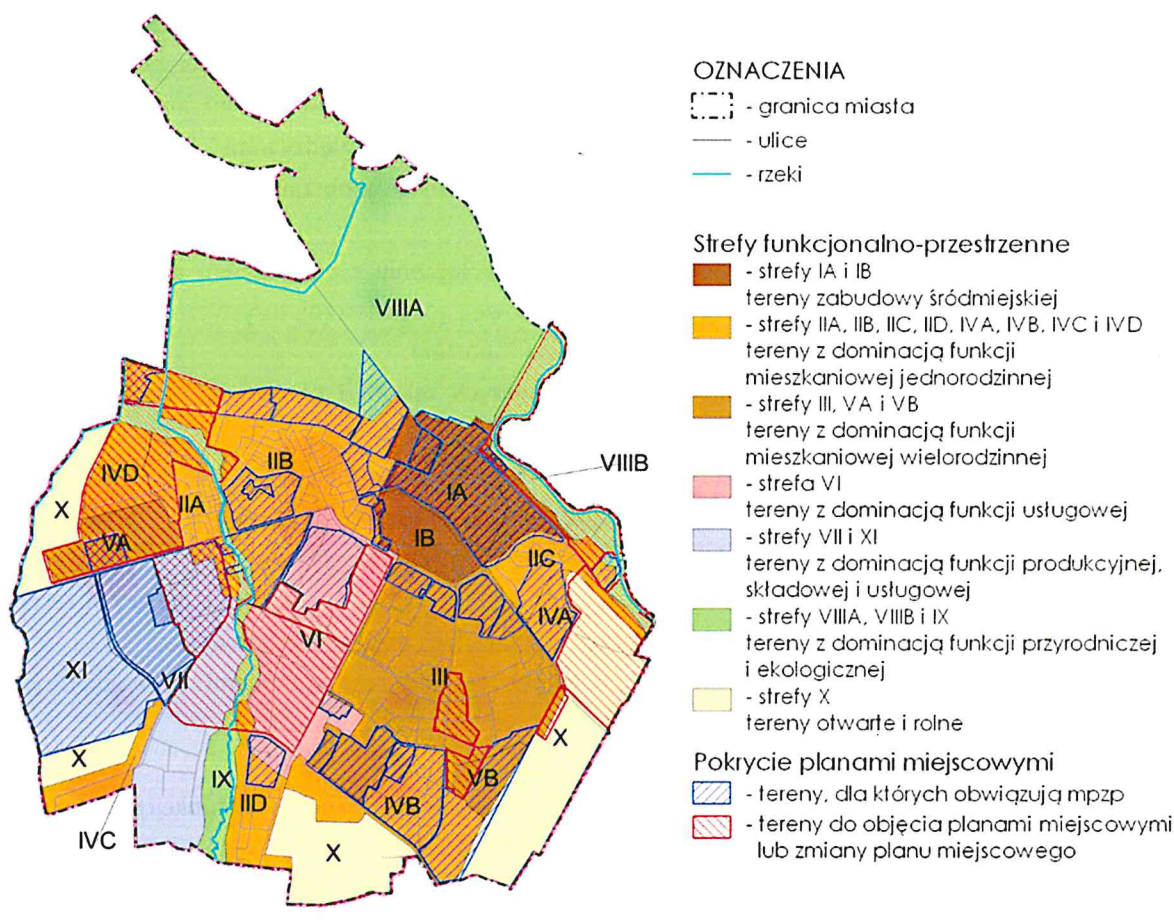 VIIIA
VIIIB
IVD
IIB
IIA
X
IA
VA
IB
IIC
IVA
VI
XI
VII
III
X
X
IX
VB
IID
IVB
IVC
X
OZNACZENIA
- granica miasta
- ulice
- rzeki
Strefy funkcjonalno-przestrzenne
- strefy IA i IB
tereny zabudowy śródmiejskiej
- strefy IIA, IIB, IIC, IID, IVA, IVB, IVC i IVD
tereny z dominacją funkcji
mieszkaniowej jednorodzinnej
- strefy III, VA i VB
tereny z dominacją funkcji
mieszkaniowej wielorodzinnej
- strefa VI
tereny z dominacją funkcji usługowej
- strefy VII i XI
tereny z dominacją funkcji produkcyjnej,
składowej i usługowej
- strefy VIIIA, VIIIB i IX
tereny z dominacją funkcji przyrodniczej
i ekologicznej
- strefy X
tereny otwarte i rolne
Pokrycie planami miejscowymi
- tereny, dla których obwiązują mpzp
- tereny do objęcia planami miejscowymi
lub zmiany planu miejscowego